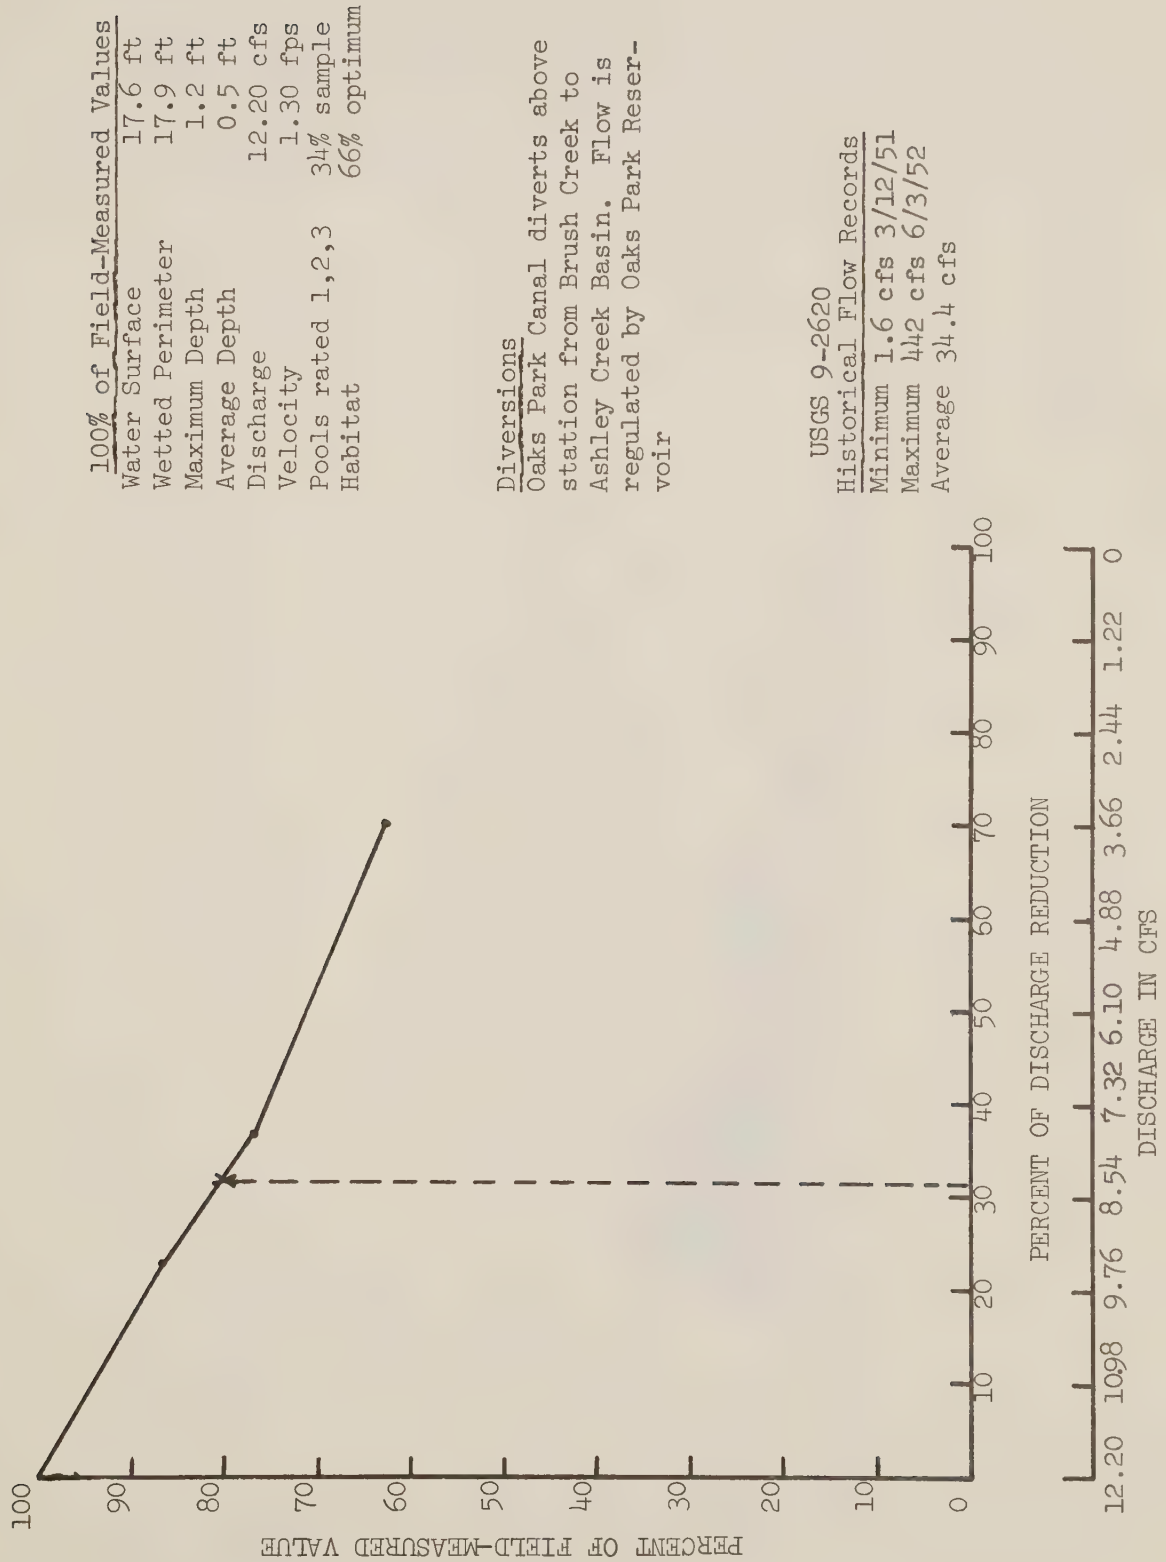 100% of Field-Measured Values
Water Surface 17.6 ft
Wetted Perimeter 17.9 ft
Maximum Depth 1.2 ft
Average Depth 0.5 ft
Discharge 12.20 cfs
Velocity 1.30 fps
Pools rated 1,2,3 34% sample
Habitat 66% optimum
Diversions
Oaks Park Canal diverts above
station from Brush Creek to
Ashley Creek Basin. Flow is
regulated by Oaks Park Reser-
voir
USGS 9-2620
Historical Flow Records
Minimum 1.6 cfs 3/12/51
Maximum 442 cfs 6/3/52
Average 34.4 cfs
PERCENT OF FIELD-MEASURED VALUE
100
90
80
70
60
50
40
30
20
10
0
10 20 30 40 50 60 70 80 90 100
PERCENT OF DISCHARGE REDUCTION
12.20 10.98 9.76 8.54 7.32 6.10 4.88 3.66 2.44 1.22 0
DISCHARGE IN CFS